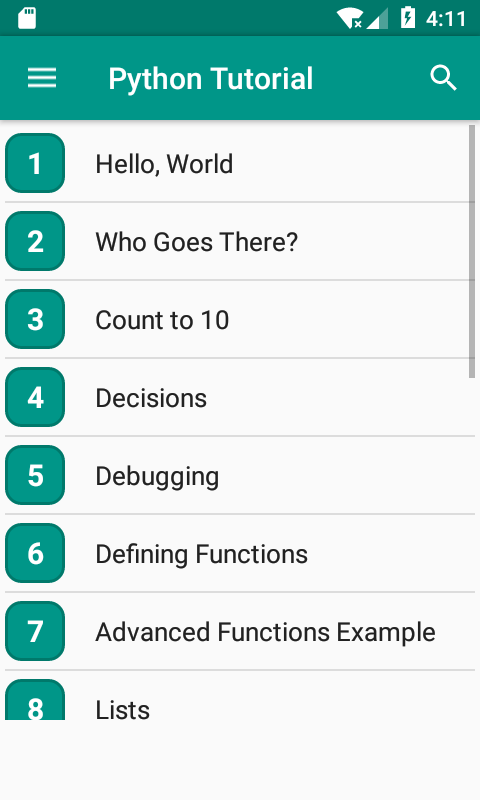 4:11
Python Tutorial
1 Hello, World
2 Who Goes There?
3 Count to 10
4 Decisions
5 Debugging
6 Defining Functions
7 Advanced Functions Example
8 Lists